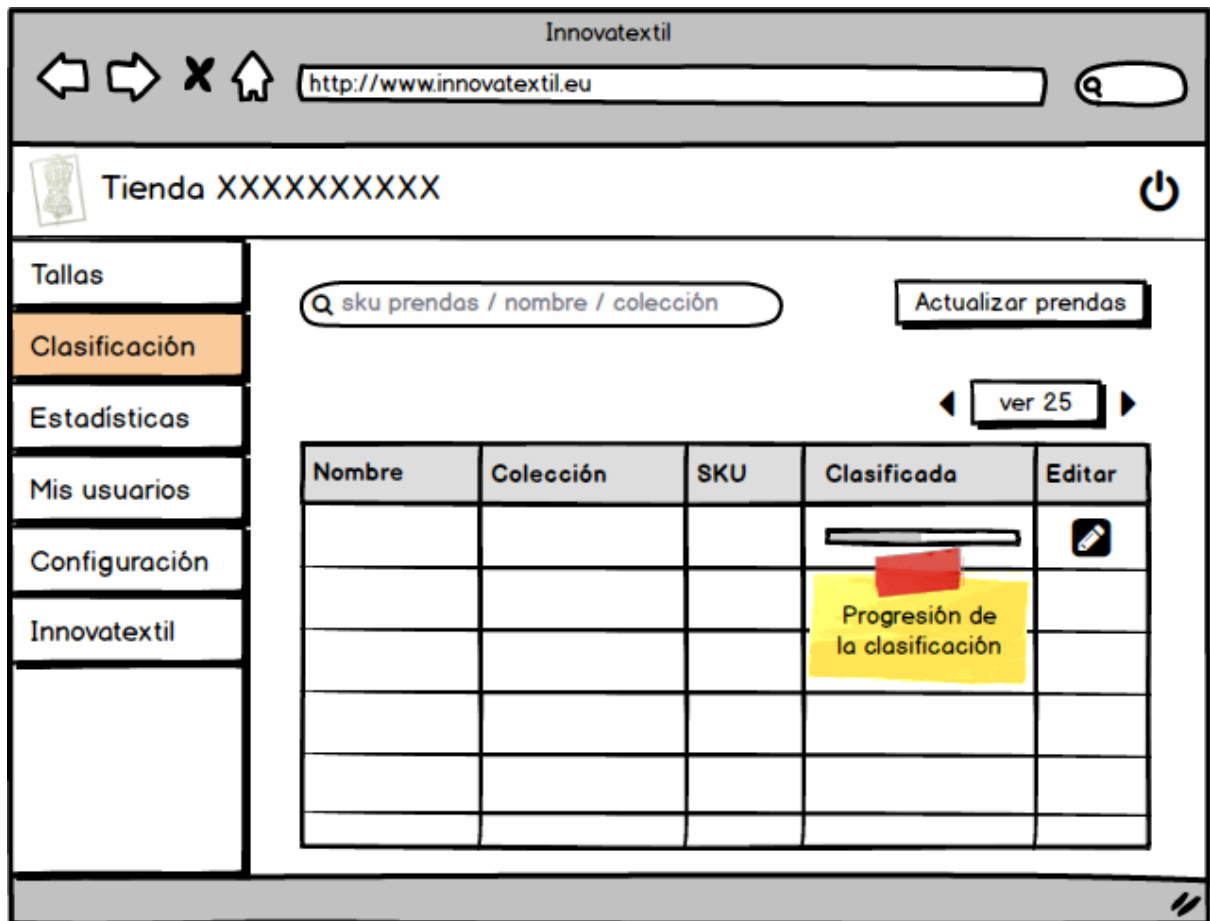 Innovatextil
http://www.innovatextil.eu
Tienda XXXXXXXXXX
Tallas
Clasificación
Estadísticas
Mis usuarios
Configuración
Innovatextil
sku prendas / nombre / colección
Actualizar prendas
ver 25
Nombre Colección SKU Clasificada Editar
Progresión de
la clasificación